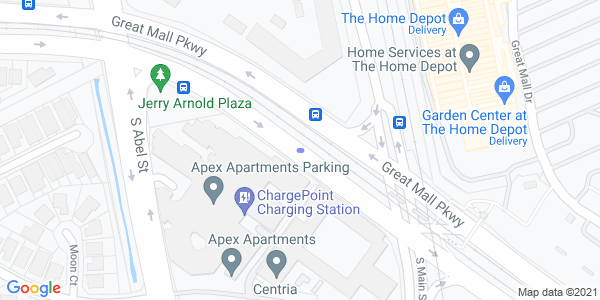 Great Mall Pkwy
The Home Depot
Delivery
Home Services at
The Home Depot
Great Mall Dr
Jerry Arnold Plaza
Garden Center at
The Home Depot
Delivery
S Abel St
Apex Apartments Parking
Great Mall Pkwy
ChargePoint
Charging Station
Apex Apartments
Moon Ct
Centria
S Main S
Google
Map data ©2021